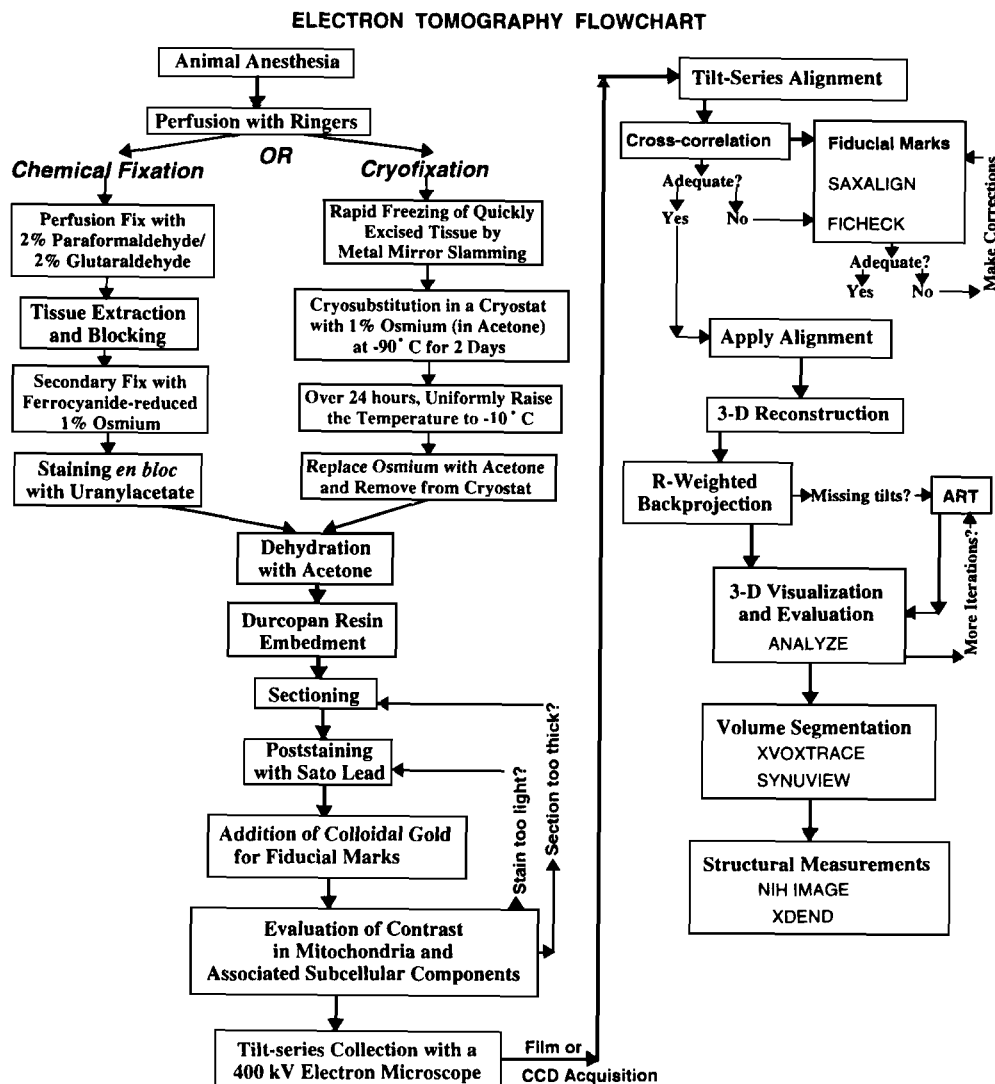 ELECTRON TOMOGRAPHY FLOWCHART
Animal Anesthesia
Perfusion with Ringers
OR
Chemical Fixation
Cryofixation
Perfusion Fix with
2% Paraformaldehyde/
2% Glutaraldehyde
Tissue Extraction
and Blocking
Secondary Fix with
Ferrocyanide-reduced
1% Osmium
Staining en bloc
with Uranylacetate
Rapid Freezing of Quickly
Excised Tissue by
Metal Mirror Slamming
Cryosubstitution in a Cryostat
with 1% Osmium (in Acetone)
at -90° C for 2 Days
Over 24 hours, Uniformly Raise
the Temperature to -10° C
Replace Osmium with Acetone
and Remove from Cryostat
Dehydration
with Acetone
Durcopan Resin
Embedment
Sectioning
Poststaining
with Sato Lead
Addition of Colloidal Gold
for Fiducial Marks
Evaluation of Contrast
in Mitochondria and
Associated Subcellular Components
Stain too light?
Section too thick?
Tilt-series Collection with a
400 kV Electron Microscope
Film or
CCD Acquisition
Tilt-Series Alignment
Cross-correlation
Adequate?
Yes
No
Fiducial Marks
SAXALIGN
FICHECK
Adequate?
Yes
No
Make Corrections
Apply Alignment
3-D Reconstruction
R-Weighted
Backprojection
Missing tilts?
ART
More Iterations?
3-D Visualization
and Evaluation
ANALYZE
Volume Segmentation
XVOXTRACE
SYNUVIEW
Structural Measurements
NIH IMAGE
XDEND